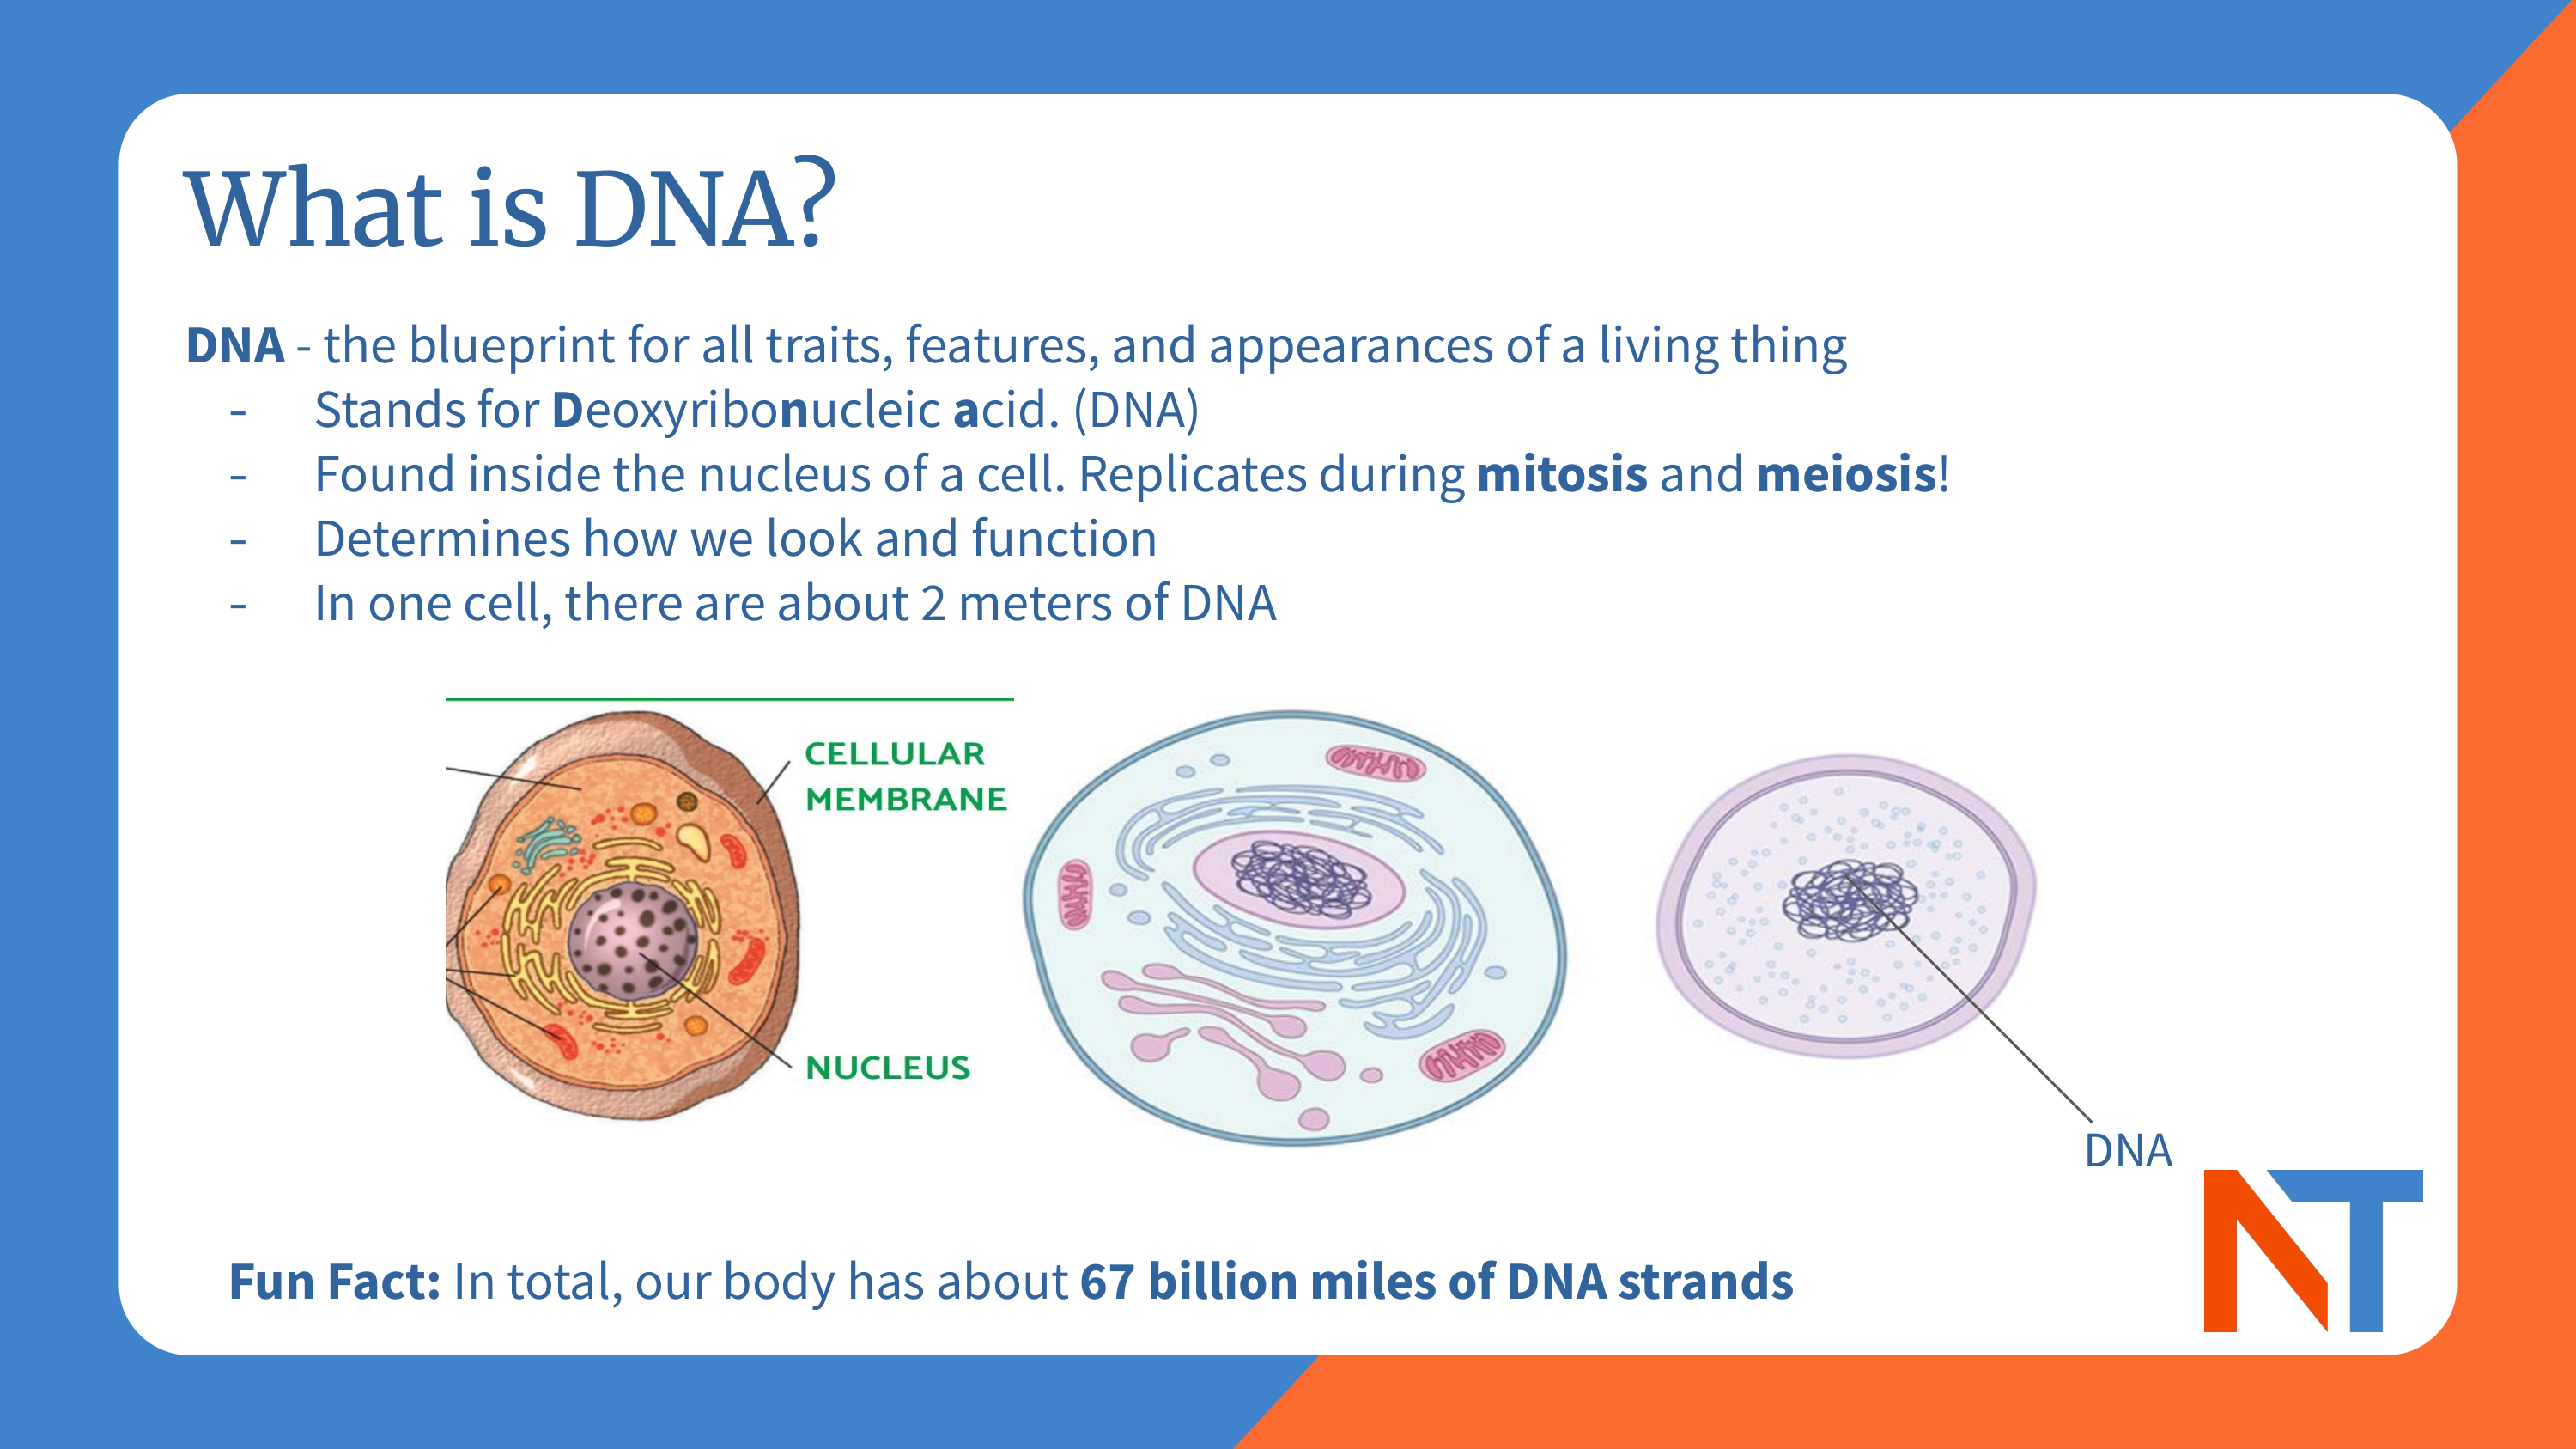 What is DNA?
DNA - the blueprint for all traits, features, and appearances of a living thing
- Stands for Deoxyribonucleic acid. (DNA)
- Found inside the nucleus of a cell. Replicates during mitosis and meiosis!
- Determines how we look and function
- In one cell, there are about 2 meters of DNA
CELLULAR
MEMBRANE
NUCLEUS
DNA
NT
Fun Fact: In total, our body has about 67 billion miles of DNA strands